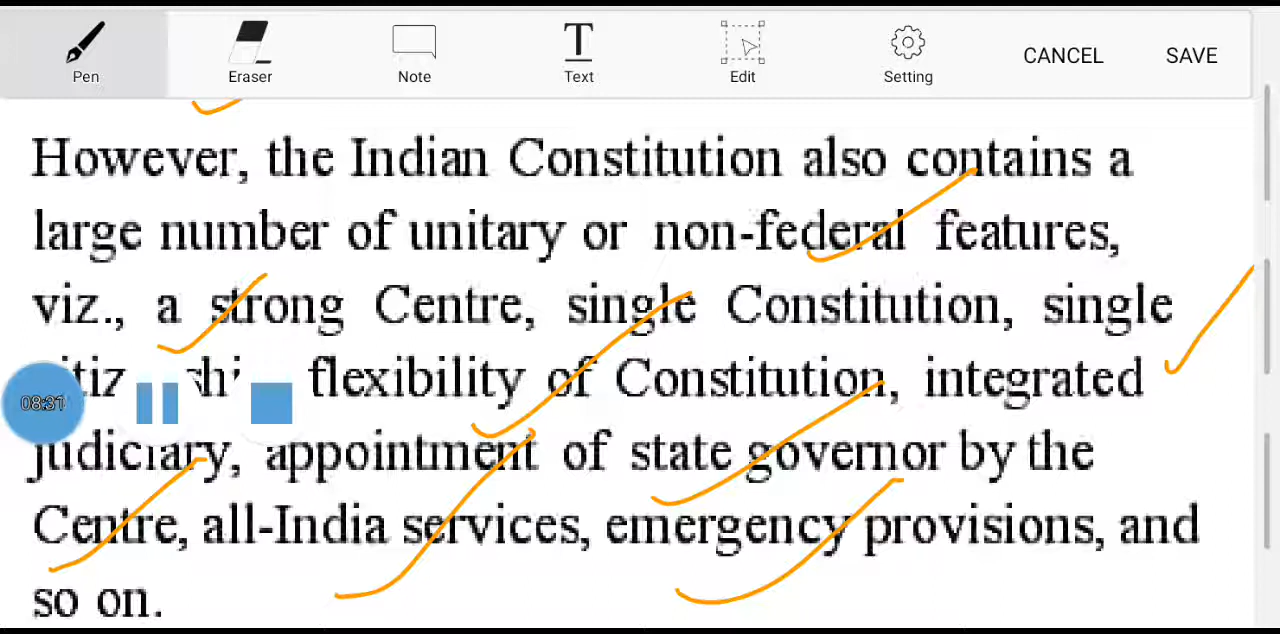 Pen Eraser Note Text Edit Setting CANCEL SAVE
However, the Indian Constitution also contains a
large number of unitary or non-federal features,
viz., a strong Centre, single Constitution, single
flexibility of Constitution, integrated
08:31
judiciary, appointment of state governor by the
Centre, all-India services, emergency provisions, and
so on.